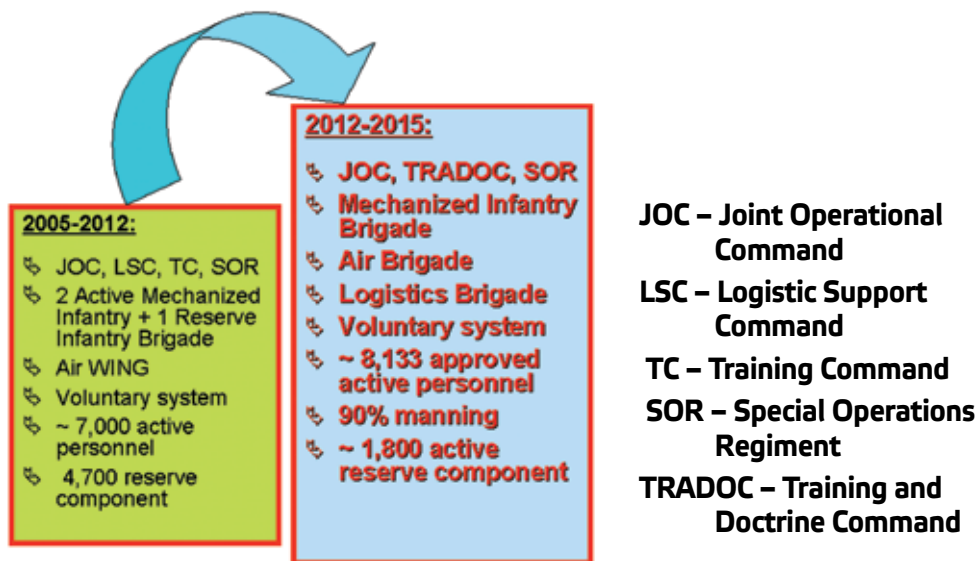 2005-2012:
JOC, LSC, TC, SOR
2 Active Mechanized
Infantry + 1 Reserve
Infantry Brigade
Air WING
Voluntary system
~ 7,000 active
personnel
4,700 reserve
component
2012-2015:
JOC, TRADOC, SOR
Mechanized Infantry
Brigade
Air Brigade
Logistics Brigade
Voluntary system
~ 8,133 approved
active personnel
90% manning
~ 1,800 active
reserve component
JOC – Joint Operational
Command
LSC – Logistic Support
Command
TC – Training Command
SOR – Special Operations
Regiment
TRADOC – Training and
Doctrine Command